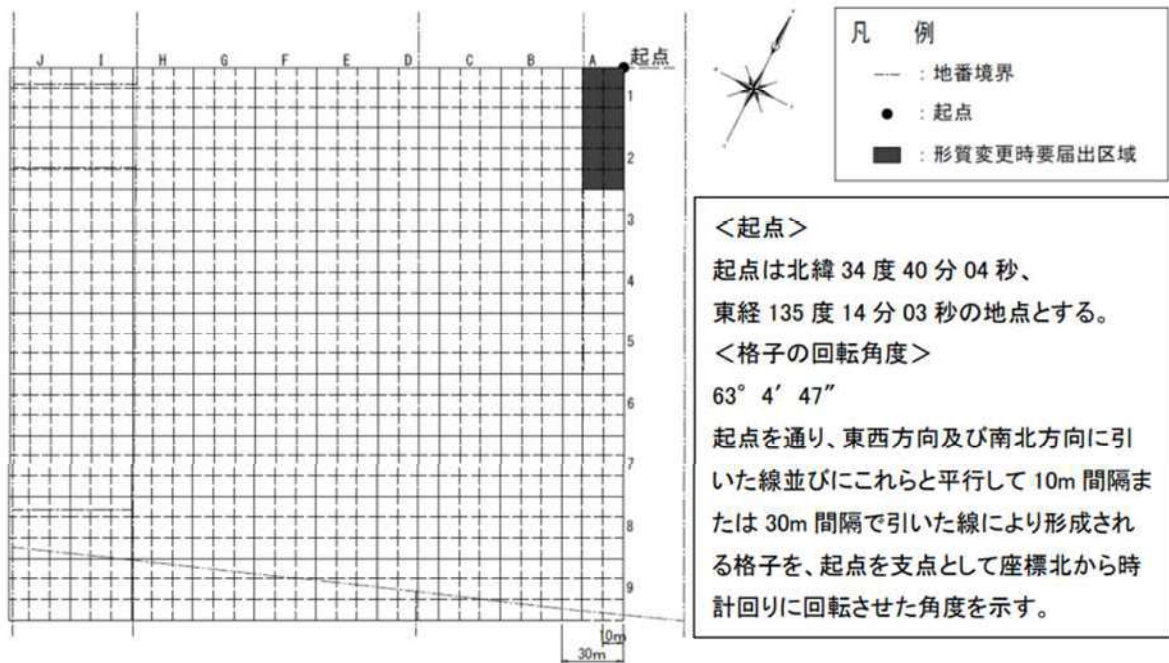 J I H G F E D C B A 起点
1
2
3
4
5
6
7
8
9
10m
30m
凡 例
：地番境界
：起点
：形質変更時要届出区域
＜起点＞
起点は北緯 34 度 40 分 04 秒、
東経 135 度 14 分 03 秒の地点とする。
＜格子の回転角度＞
63° 4′ 47″
起点を通り、東西方向及び南北方向に引
いた線並びにこれらと平行して 10m 間隔ま
たは 30m 間隔で引いた線により形成され
る格子を、起点を支点として座標北から時
計回りに回転させた角度を示す。